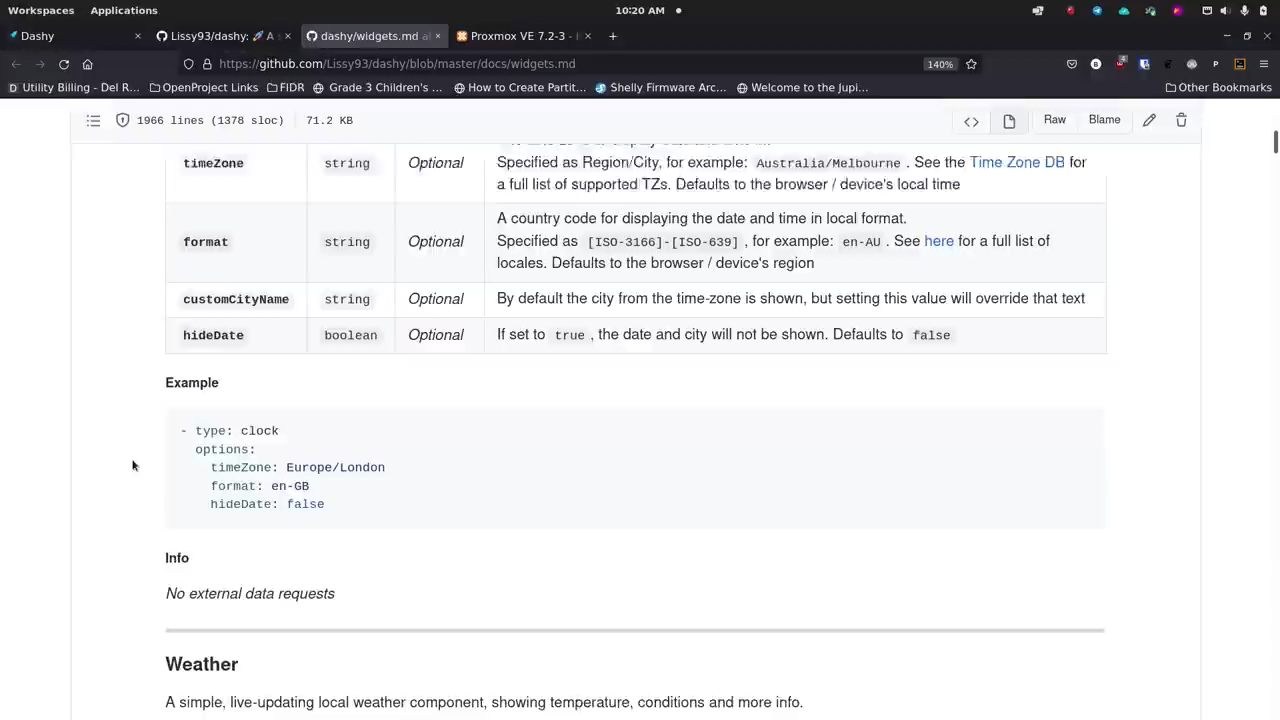 Workspaces Applications 10:20 AM
Dashy × Lissy93/dashy: 🚀 A s × dashy/widgets.md at × Proxmox VE 7.2-3 - × +
https://github.com/Lissy93/dashy/blob/master/docs/widgets.md 140%
Utility Billing - Del R... OpenProject Links FIDR Grade 3 Children's ... How to Create Partit... Shelly Firmware Arc... Welcome to the Jupi... Other Bookmarks
1966 lines (1378 sloc) 71.2 KB <> Raw Blame
timeZone string Optional Specified as Region/City, for example: Australia/Melbourne . See the Time Zone DB for
a full list of supported TZs. Defaults to the browser / device's local time
A country code for displaying the date and time in local format.
format string Optional Specified as [ISO-3166]-[ISO-639] , for example: en-AU . See here for a full list of
locales. Defaults to the browser / device's region
customCityName string Optional By default the city from the time-zone is shown, but setting this value will override that text
hideDate boolean Optional If set to true , the date and city will not be shown. Defaults to false
Example
- type: clock
options:
timeZone: Europe/London
format: en-GB
hideDate: false
Info
No external data requests
Weather
A simple, live-updating local weather component, showing temperature, conditions and more info.